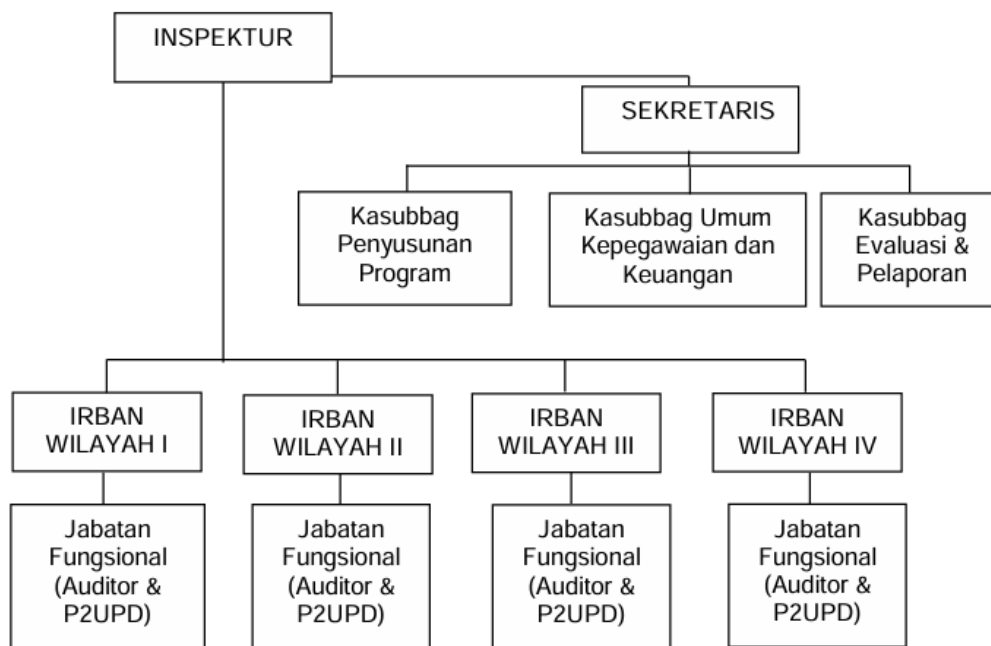 INSPEKTUR
SEKRETARIS
Kasubbag
Penyusunan
Program
Kasubbag Umum
Kepegawaian dan
Keuangan
Kasubbag
Evaluasi &
Pelaporan
IRBAN
WILAYAH I
IRBAN
WILAYAH II
IRBAN
WILAYAH III
IRBAN
WILAYAH IV
Jabatan
Fungsional
(Auditor &
P2UPD)
Jabatan
Fungsional
(Auditor &
P2UPD)
Jabatan
Fungsional
(Auditor &
P2UPD)
Jabatan
Fungsional
(Auditor &
P2UPD)